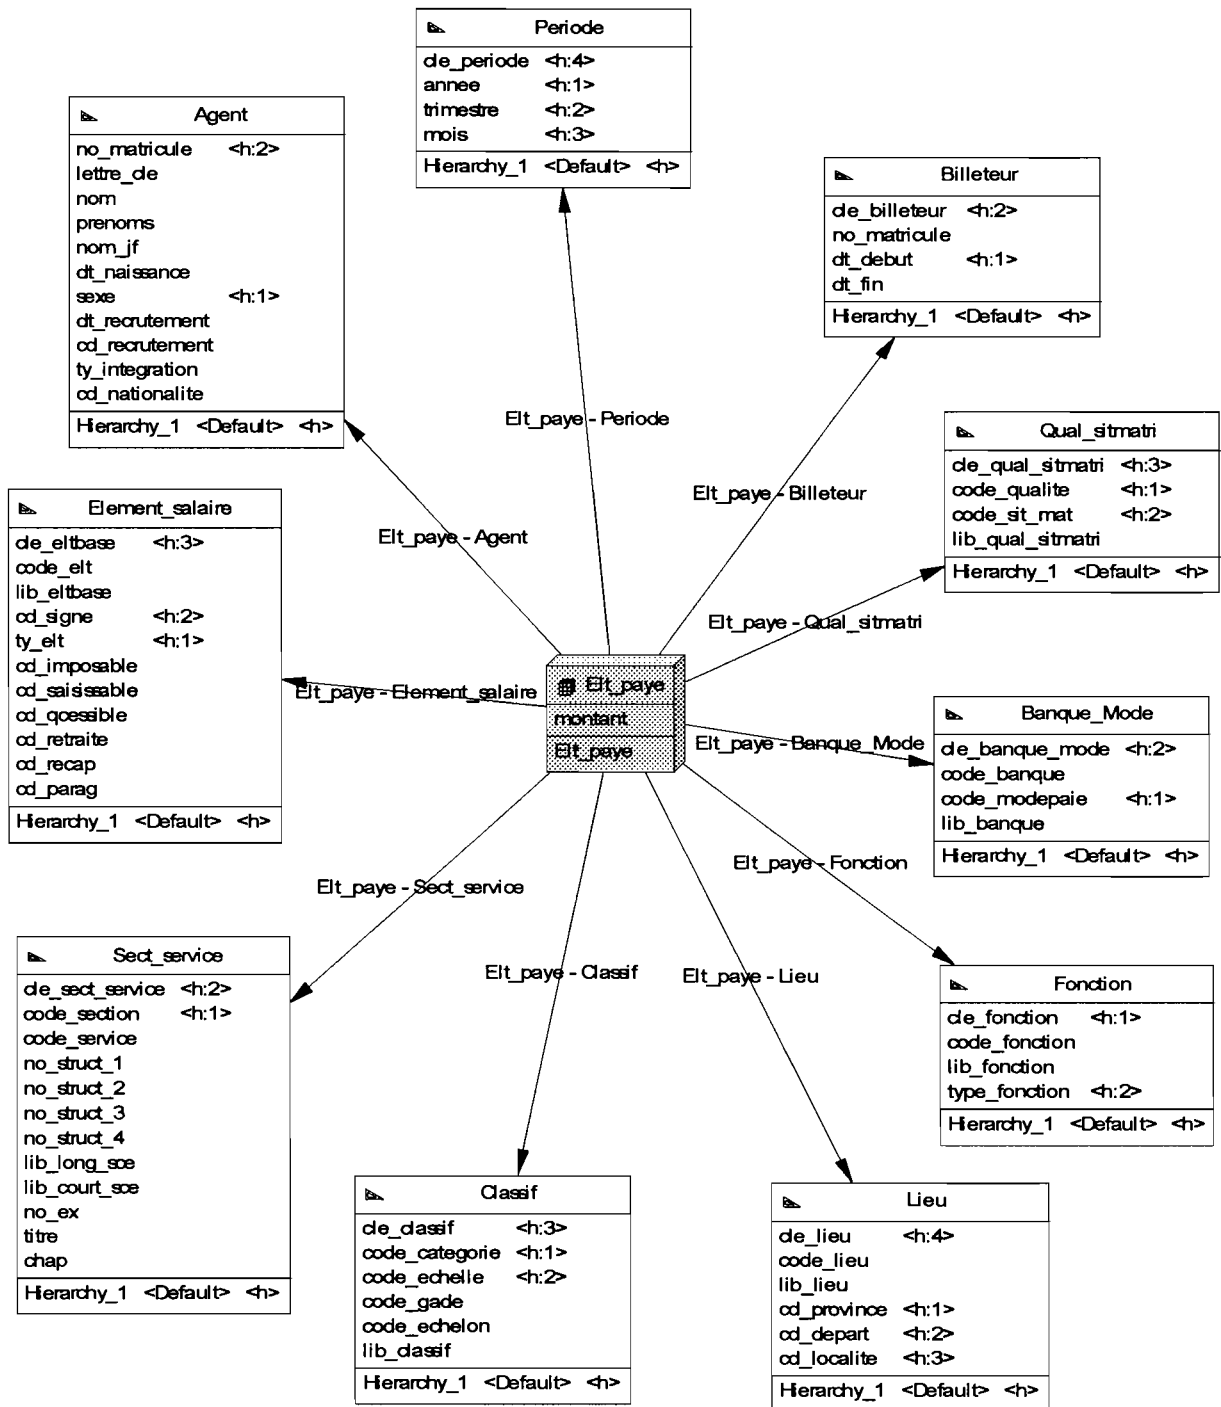 Periode
cle_periode <h:4>
annee <h:1>
trimestre <h:2>
mois <h:3>
Hierarchy_1 <Default> <h>
Agent
no_matricule <h:2>
lettre_cle
nom
prenoms
nom_jf
dt_naissance
sexe <h:1>
dt_recrutement
cd_recrutement
ty_integration
cd_nationalite
Hierarchy_1 <Default> <h>
Billeteur
cle_billeteur <h:2>
no_matricule
dt_debut <h:1>
dt_fin
Hierarchy_1 <Default> <h>
Elt_paye - Periode
Qual_sitmatri
cle_qual_sitmatri <h:3>
code_qualite <h:1>
code_sit_mat <h:2>
lib_qual_sitmatri
Hierarchy_1 <Default> <h>
Elt_paye - Billeteur
Elt_paye - Agent
Element_salaire
cle_eltbase <h:3>
code_elt
lib_eltbase
cd_signe <h:2>
ty_elt <h:1>
cd_imposable
cd_saisissable
cd_qcessible
cd_retraite
cd_recap
cd_parag
Hierarchy_1 <Default> <h>
Elt_paye - Qual_sitmatri
Elt_paye - Element_salaire
Elt_paye
montant
Elt_paye
Elt_paye - Banque_Mode
Banque_Mode
cle_banque_mode <h:2>
code_banque
code_modepaie <h:1>
lib_banque
Hierarchy_1 <Default> <h>
Elt_paye - Fonction
Elt_paye - Sect_service
Elt_paye - Classif
Elt_paye - Lieu
Sect_service
cle_sect_service <h:2>
code_section <h:1>
code_service
no_struct_1
no_struct_2
no_struct_3
no_struct_4
lib_long_sce
lib_court_sce
no_ex
titre
chap
Hierarchy_1 <Default> <h>
Fonction
cle_fonction <h:1>
code_fonction
lib_fonction
type_fonction <h:2>
Hierarchy_1 <Default> <h>
Classif
cle_classif <h:3>
code_categorie <h:1>
code_echelle <h:2>
code_gade
code_echelon
lib_classif
Hierarchy_1 <Default> <h>
Lieu
cle_lieu <h:4>
code_lieu
lib_lieu
cd_province <h:1>
cd_depart <h:2>
cd_localite <h:3>
Hierarchy_1 <Default> <h>